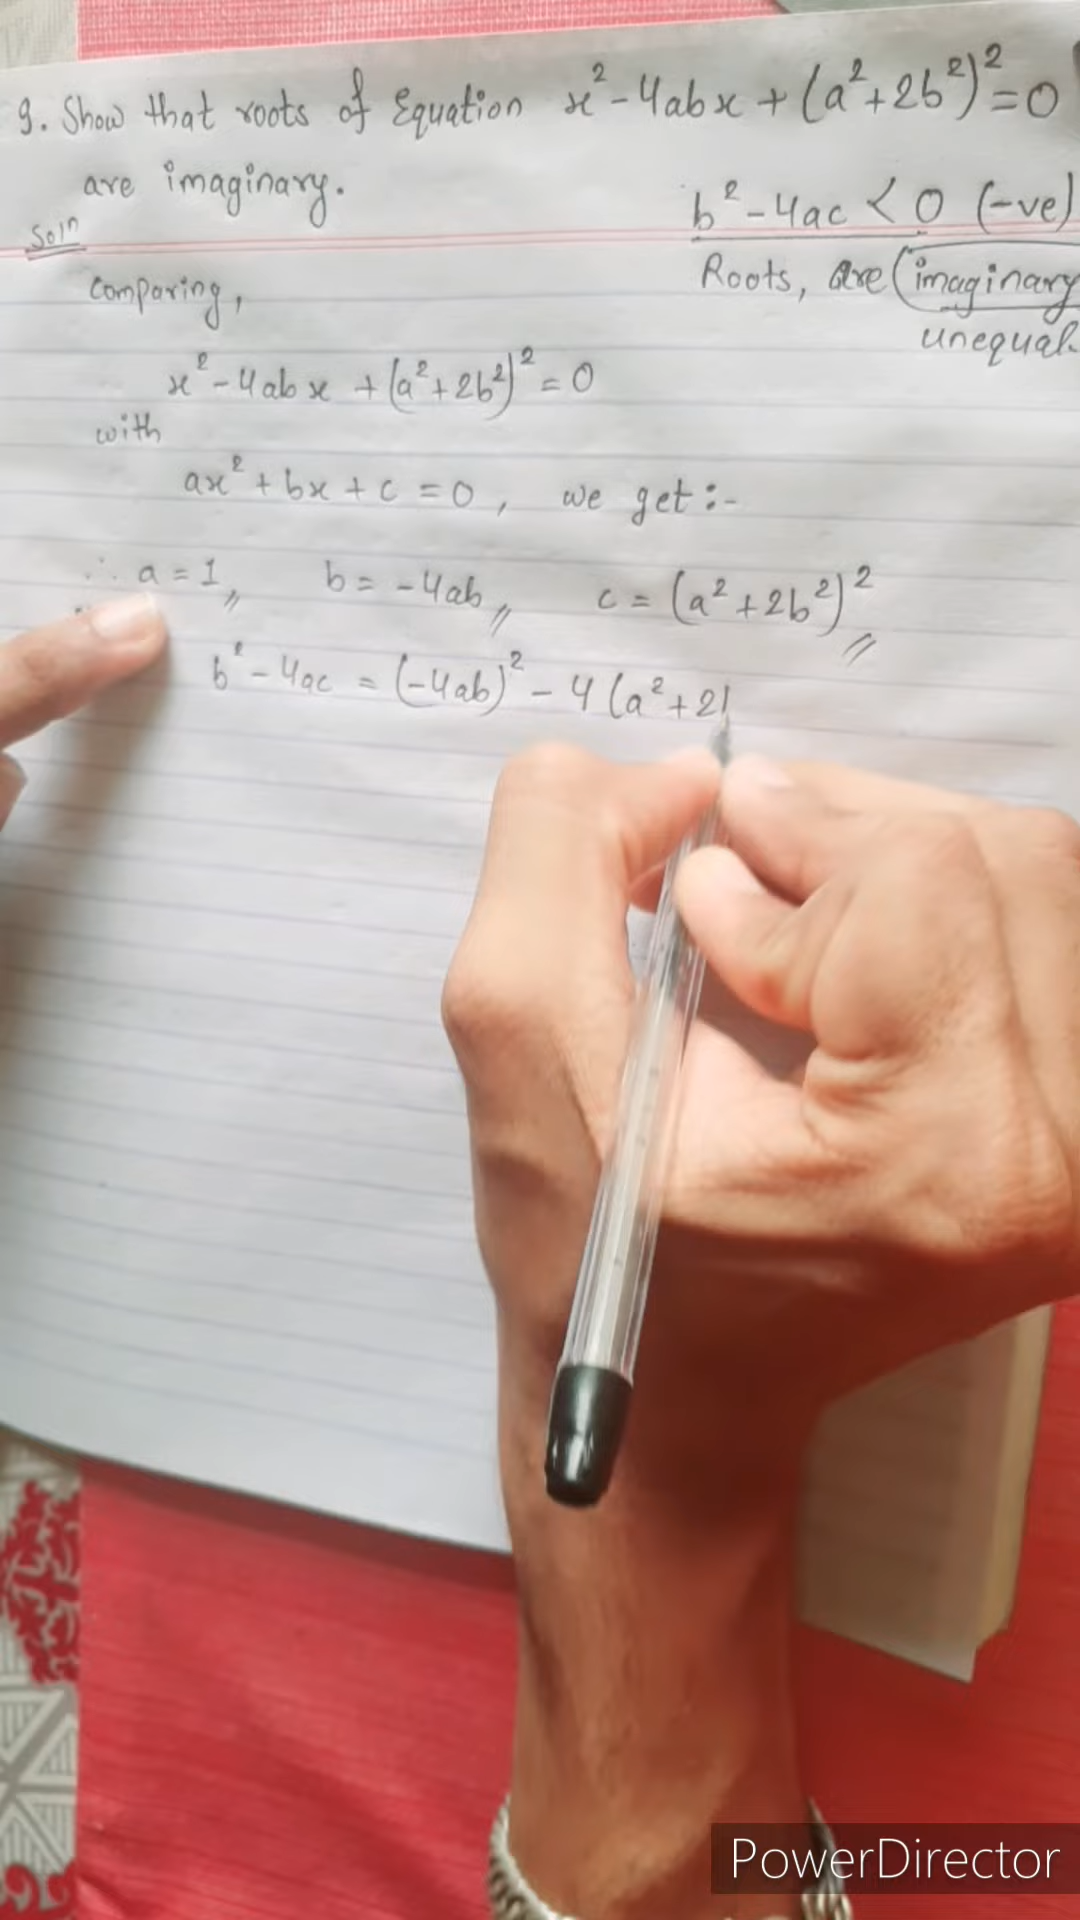 9. Show that roots of Equation x² - 4abx + (a² + 2b²)² = 0
are imaginary.
b² - 4ac < 0 (-ve)
Roots, are (imaginary
unequal.
Soln
Comparing,
x² - 4abx + (a² + 2b²)² = 0
with
ax² + bx + c = 0, we get :-
∴ a = 1,, b = -4ab,, c = (a² + 2b²)²,,
b² - 4ac = (-4ab)² - 4 (a² + 2
PowerDirector